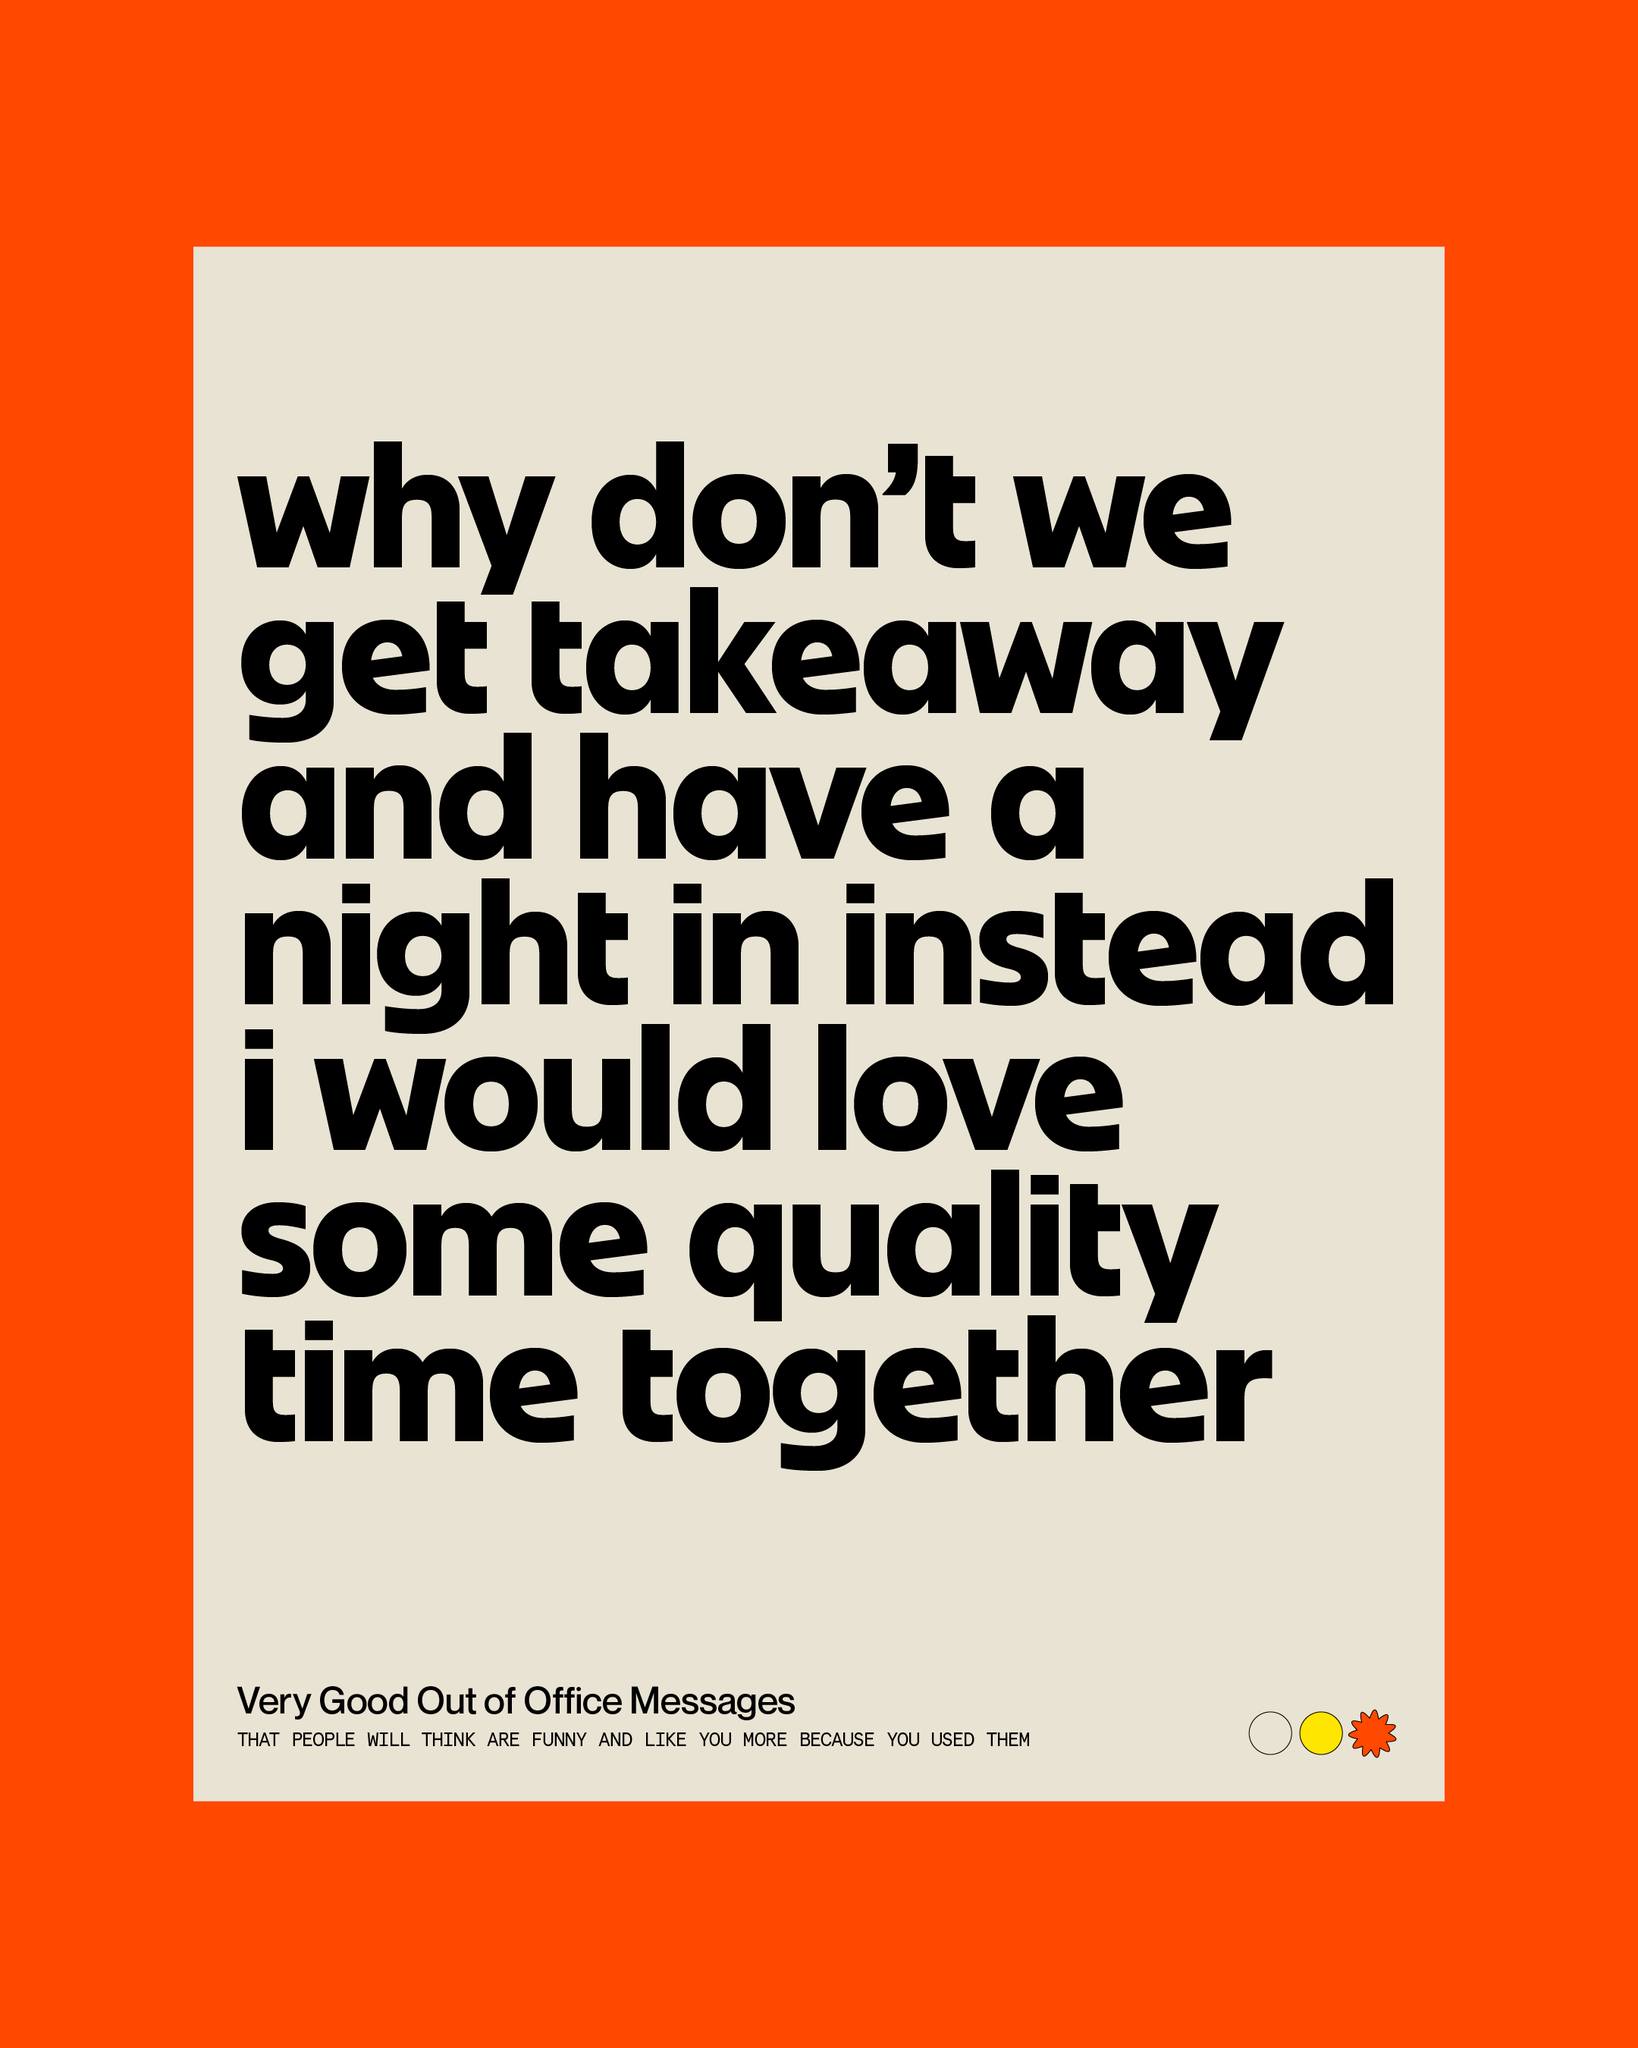 why don’t we
get takeaway
and have a
night in instead
i would love
some quality
time together
Very Good Out of Office Messages
THAT PEOPLE WILL THINK ARE FUNNY AND LIKE YOU MORE BECAUSE YOU USED THEM